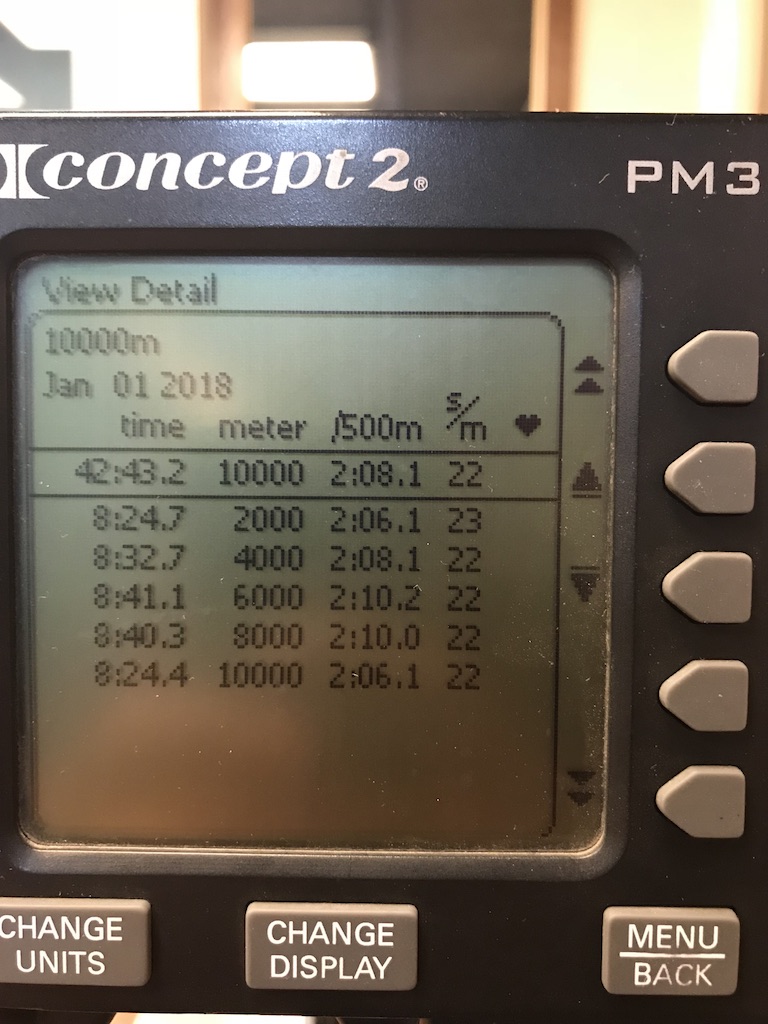 concept 2® PM3
View Detail
10000m
Jan 01 2018
time meter /500m s/m ♥
42:43.2 10000 2:08.1 22
8:24.7 2000 2:06.1 23
8:32.7 4000 2:08.1 22
8:41.1 6000 2:10.2 22
8:40.3 8000 2:10.0 22
8:24.4 10000 2:06.1 22
CHANGE UNITS
CHANGE DISPLAY
MENU
BACK